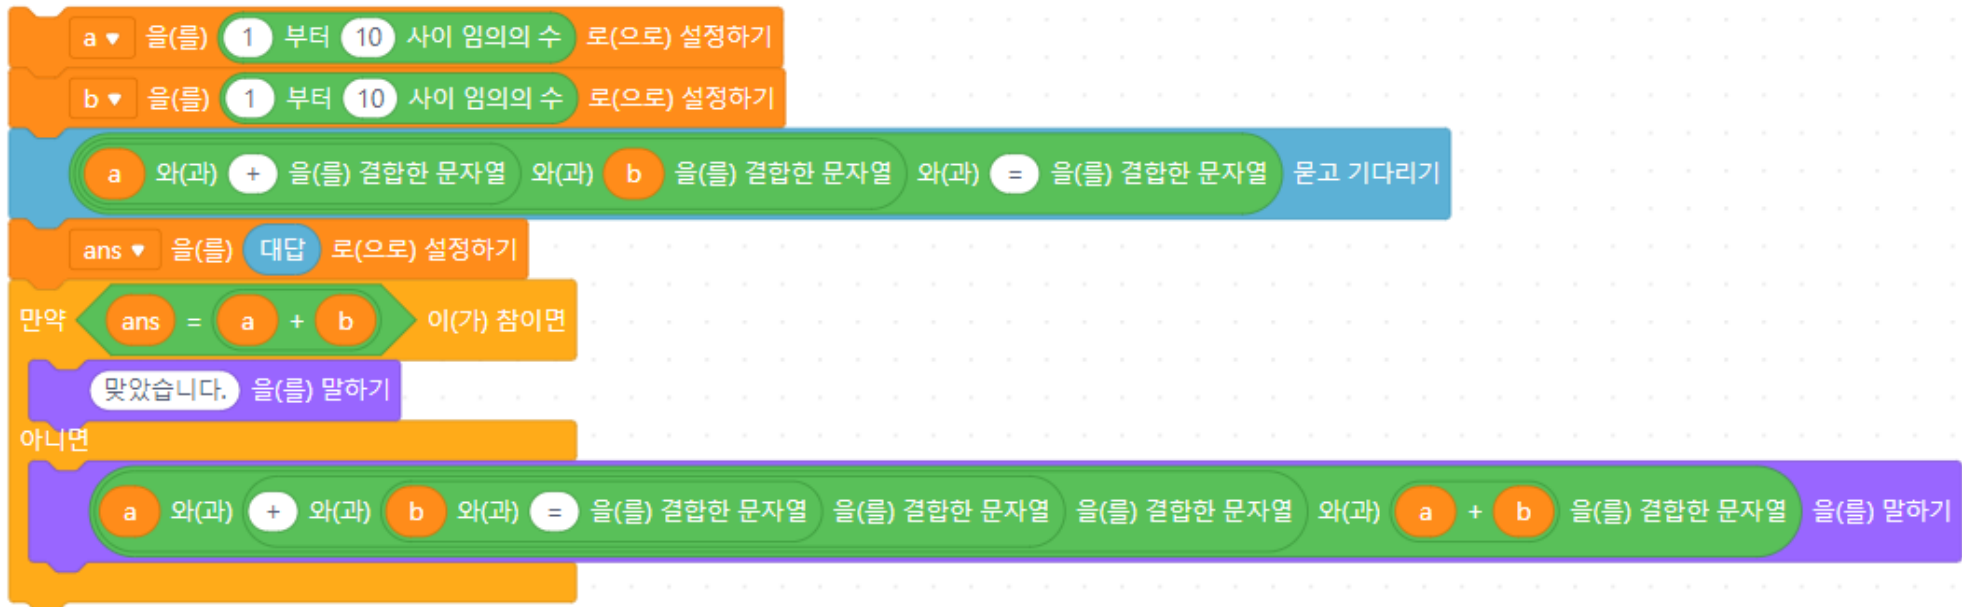 a 을(를) 1 부터 10 사이 임의의 수 로(으로) 설정하기
b 을(를) 1 부터 10 사이 임의의 수 로(으로) 설정하기
a 와(과) + 을(를) 결합한 문자열 와(과) b 을(를) 결합한 문자열 와(과) = 을(를) 결합한 문자열 묻고 기다리기
ans 을(를) 대답 로(으로) 설정하기
만약 ans = a + b 이(가) 참이면
맞았습니다. 을(를) 말하기
아니면
a 와(과) + 와(과) b 와(과) = 을(를) 결합한 문자열 을(를) 결합한 문자열 을(를) 결합한 문자열 와(과) a + b 을(를) 결합한 문자열 을(를) 말하기